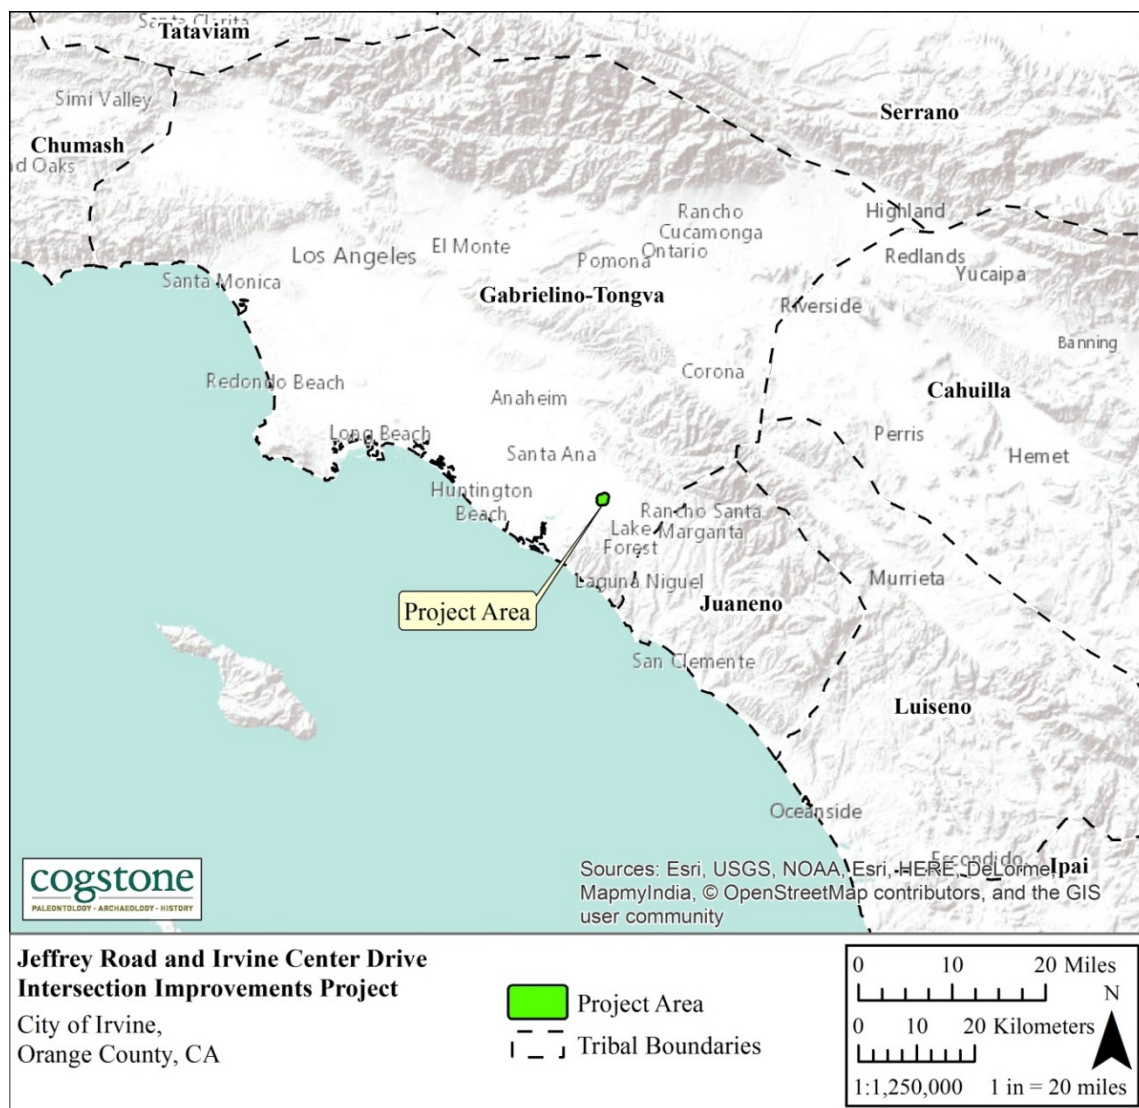 Santa Clarita
Tataviam
Simi Valley
Serrano
Chumash
d Oaks
Rancho
Cucamonga
Highland
Los Angeles
El Monte
Ontario
Pomona
Redlands
Yucaipa
Santa Monica
Gabrielino-Tongva
Riverside
Banning
Corona
Redondo Beach
Cahuilla
Anaheim
Long Beach
Perris
Santa Ana
Hemet
Huntington
Beach
Rancho Santa
Margarita
Lake
Forest
Laguna Niguel
Murrieta
Project Area
Juaneno
San Clemente
Luiseno
Oceanside
Escondido
Ipai
cogstone
PALEONTOLOGY - ARCHAEOLOGY - HISTORY
Sources: Esri, USGS, NOAA, Esri, HERE, DeLorme,
MapmyIndia, © OpenStreetMap contributors, and the GIS
user community
Jeffrey Road and Irvine Center Drive
Intersection Improvements Project
City of Irvine,
Orange County, CA
Project Area
Tribal Boundaries
0 10 20 Miles
N
0 10 20 Kilometers
1:1,250,000 1 in = 20 miles